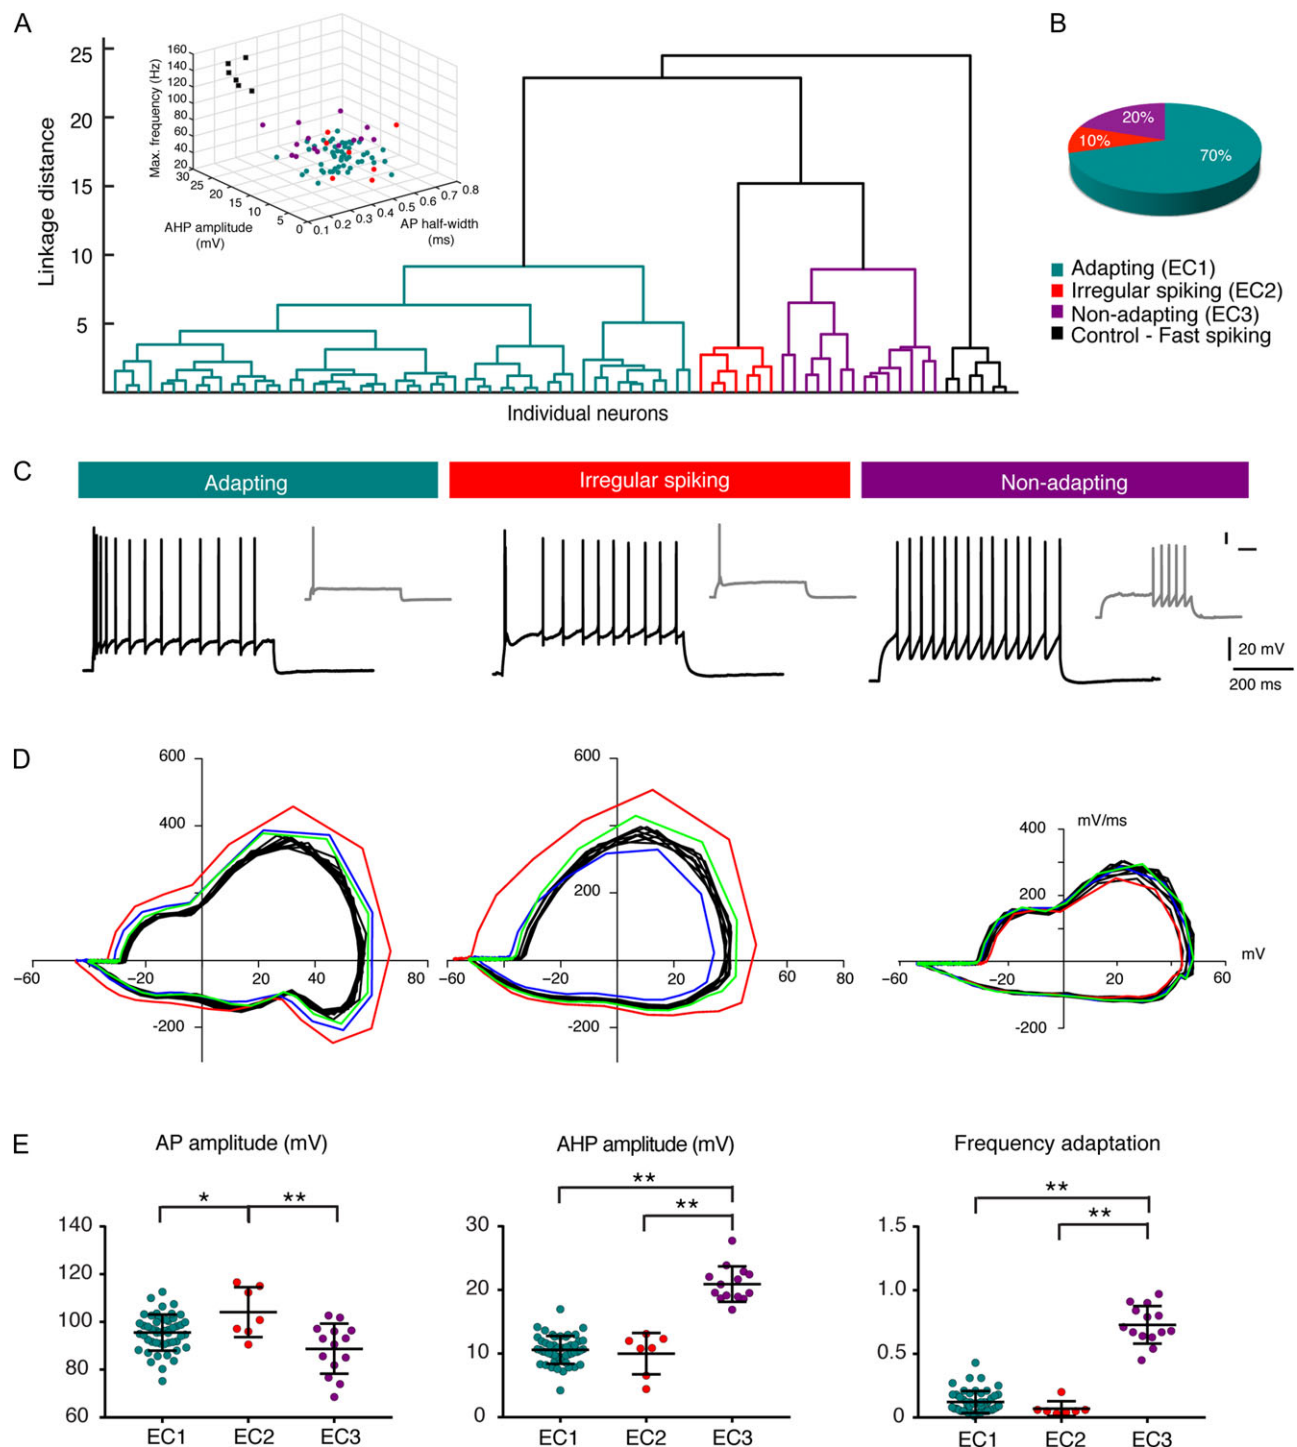 A
25
20
15
10
5
Linkage distance
160
140
120
100
80
60
40
20
Max. frequency (Hz)
30
25
20
15
10
5
0
AHP amplitude
(mV)
0.1
0.2
0.3
0.4
0.5
0.6
0.7
0.8
AP half-width
(ms)
Individual neurons
B
20%
10%
70%
Adapting (EC1)
Irregular spiking (EC2)
Non-adapting (EC3)
Control - Fast spiking
C
Adapting
Irregular spiking
Non-adapting
20 mV
200 ms
D
600
400
-200
-60
-20
20
40
80
600
400
200
-200
-60
-20
20
80
mV/ms
400
200
-200
-60
-40
-20
20
60
mV
E
AP amplitude (mV)
* **
140
120
100
80
60
EC1 EC2 EC3
AHP amplitude (mV)
**
**
30
20
10
0
EC1 EC2 EC3
Frequency adaptation
**
**
1.5
1.0
0.5
0
EC1 EC2 EC3